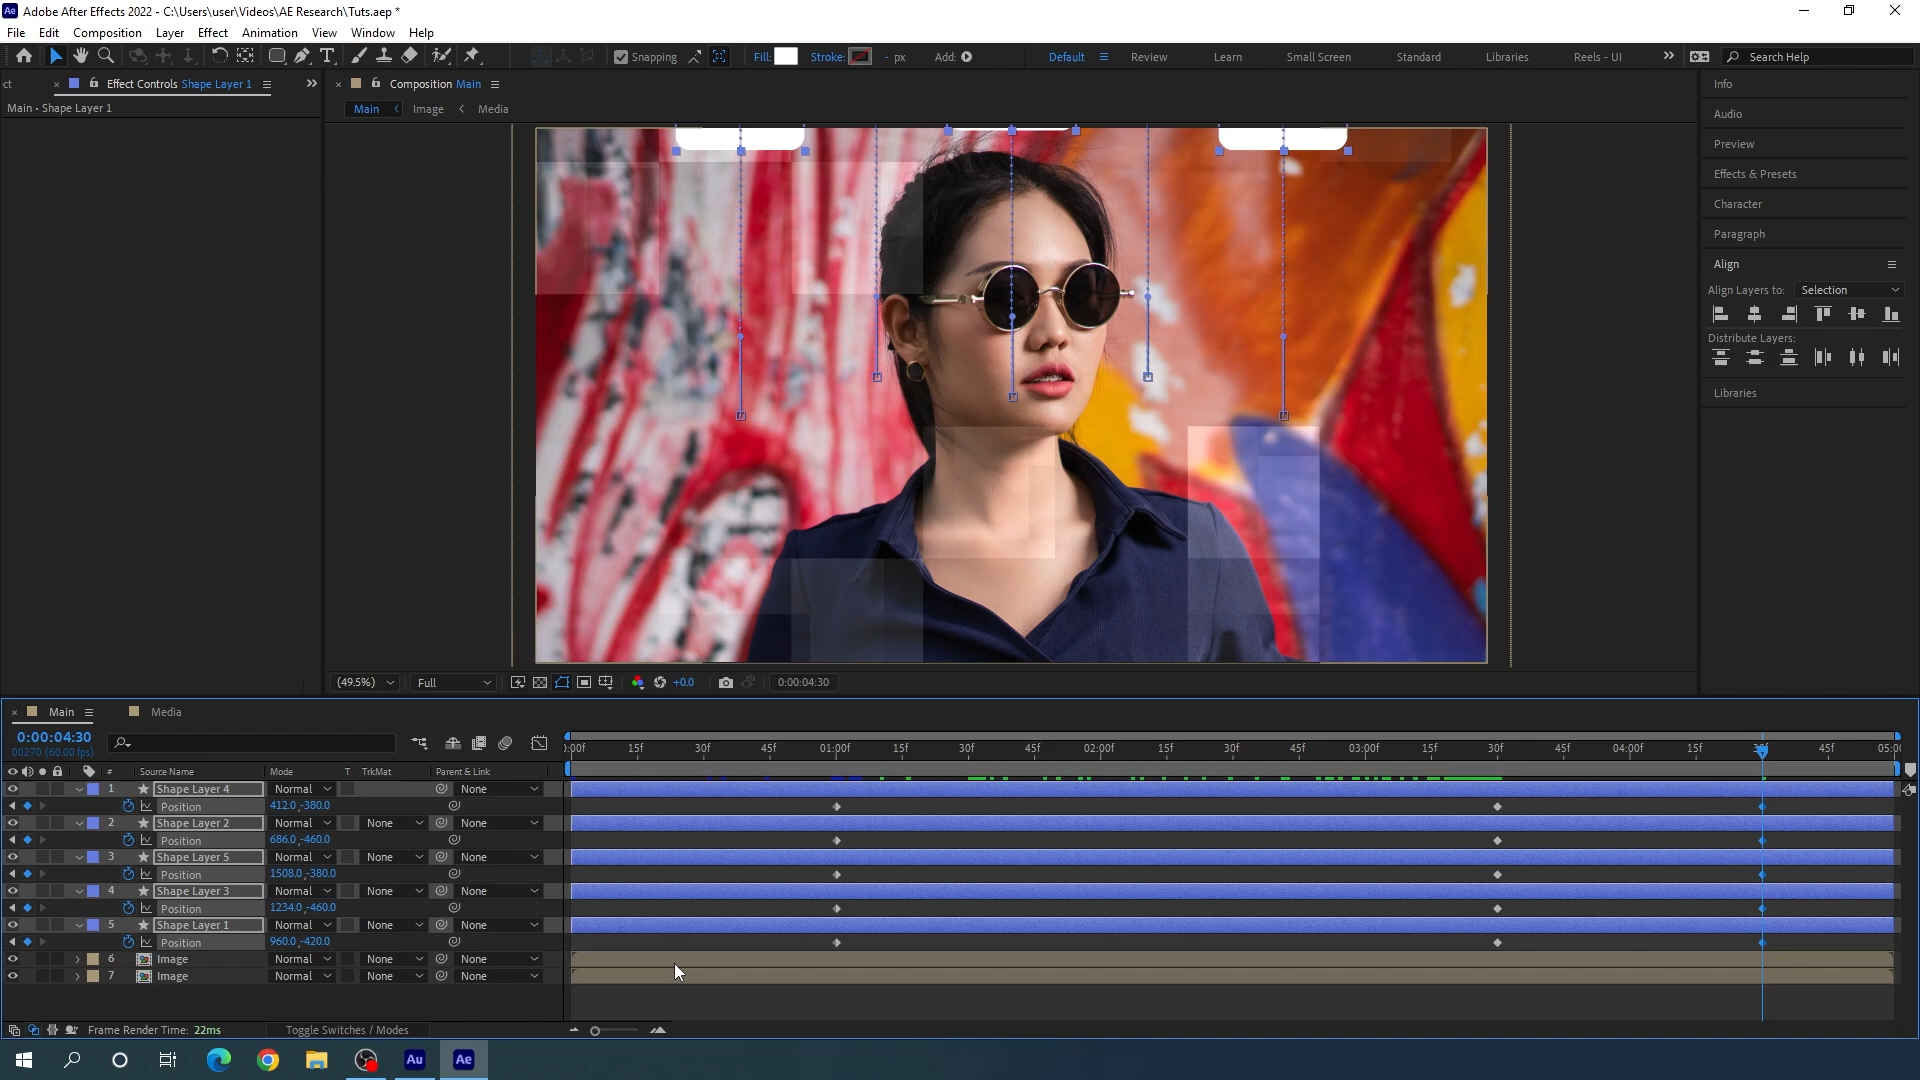 Adobe After Effects 2022 - C:\Users\user\Videos\AE Research\Tuts.aep *
File Edit Composition Layer Effect Animation View Window Help
Snapping Fill: Stroke: - px Add: Default Review Learn Small Screen Standard Libraries Reels - UI Search Help
ct Effect Controls Shape Layer 1
Main • Shape Layer 1
Composition Main
Main Image Media
Info
Audio
Preview
Effects & Presets
Character
Paragraph
Align
Align Layers to: Selection
Distribute Layers:
Libraries
(49.5%) Full +0.0 0:00:04:30
Main Media
0:00:04:30
00270 (60.00 fps)
:00f 15f 30f 45f 01:00f 15f 30f 45f 02:00f 15f 30f 45f 03:00f 15f 30f 45f 04:00f 15f 30f 45f 05:00
# Source Name Mode T TrkMat Parent & Link
1 Shape Layer 4 Normal None
Position 412.0,-380.0
2 Shape Layer 2 Normal None None
Position 686.0,-460.0
3 Shape Layer 5 Normal None None
Position 1508.0,-380.0
4 Shape Layer 3 Normal None None
Position 1234.0,-460.0
5 Shape Layer 1 Normal None None
Position 960.0,-420.0
6 Image Normal None None
7 Image Normal None None
Frame Render Time: 22ms Toggle Switches / Modes
Au Ae